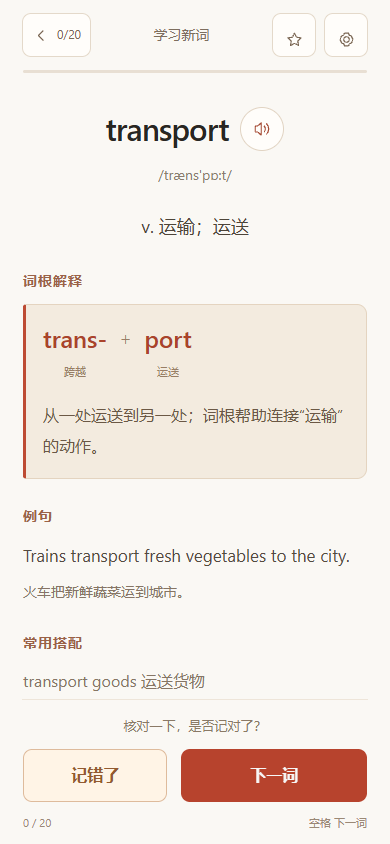 0/20
学习新词
transport
/træns'pɒːt/
v. 运输；运送
词根解释
trans- + port
跨越 运送
从一处运送到另一处；词根帮助连接“运输”
的动作。
例句
Trains transport fresh vegetables to the city.
火车把新鲜蔬菜运到城市。
常用搭配
transport goods 运送货物
核对一下，是否记对了？
记错了 下一词
0 / 20 空格 下一词